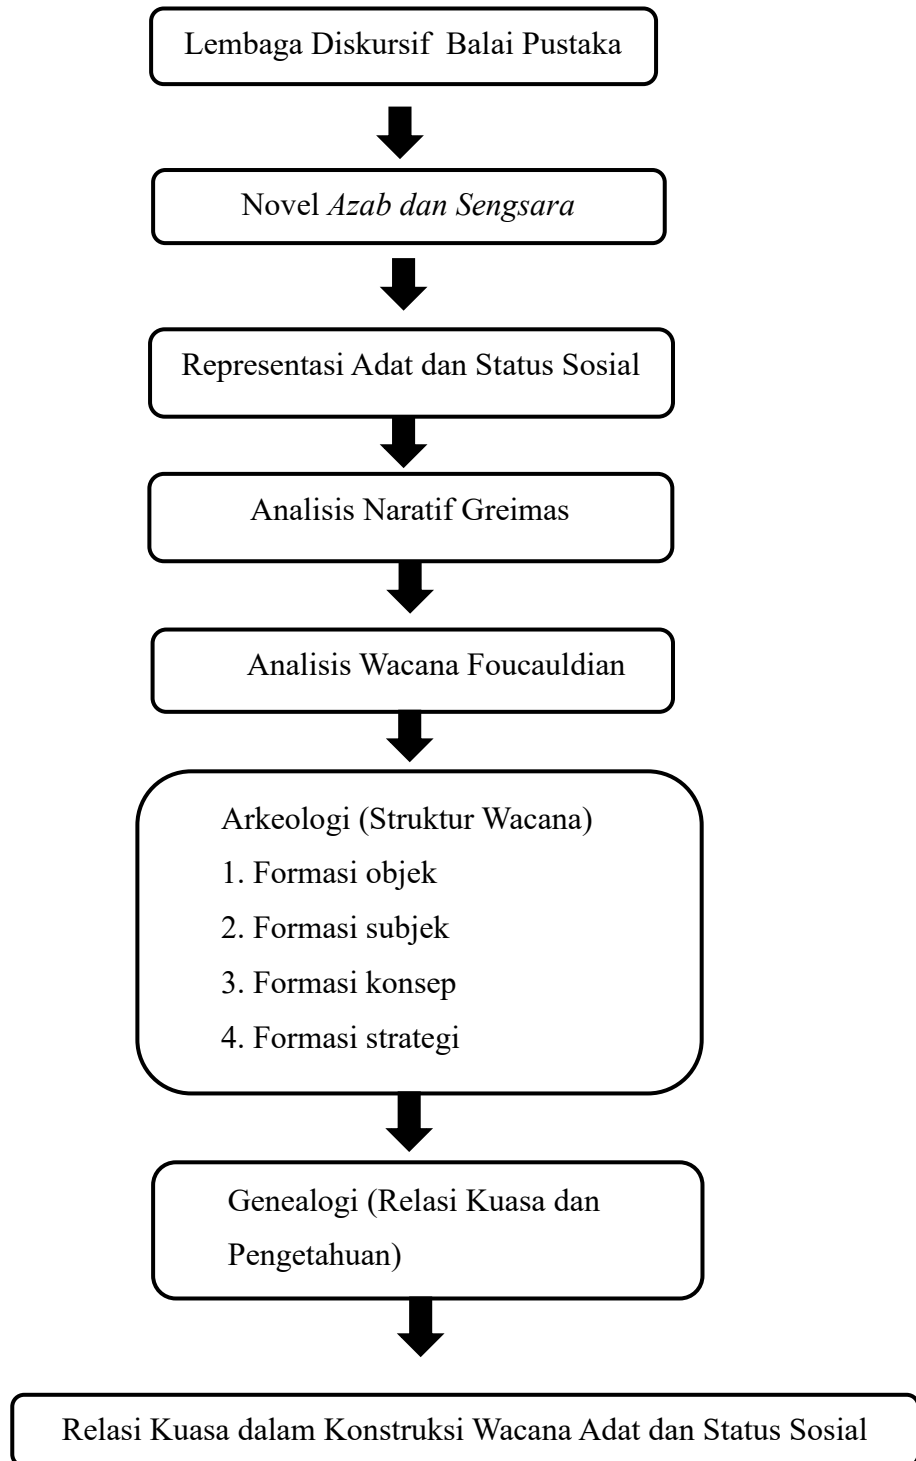 Lembaga Diskursif  Balai Pustaka
Novel Azab dan Sengsara
Representasi Adat dan Status Sosial
Analisis Naratif Greimas
Analisis Wacana Foucauldian
Arkeologi (Struktur Wacana)
1. Formasi objek
2. Formasi subjek
3. Formasi konsep
4. Formasi strategi
Genealogi (Relasi Kuasa dan
Pengetahuan)
Relasi Kuasa dalam Konstruksi Wacana Adat dan Status Sosial